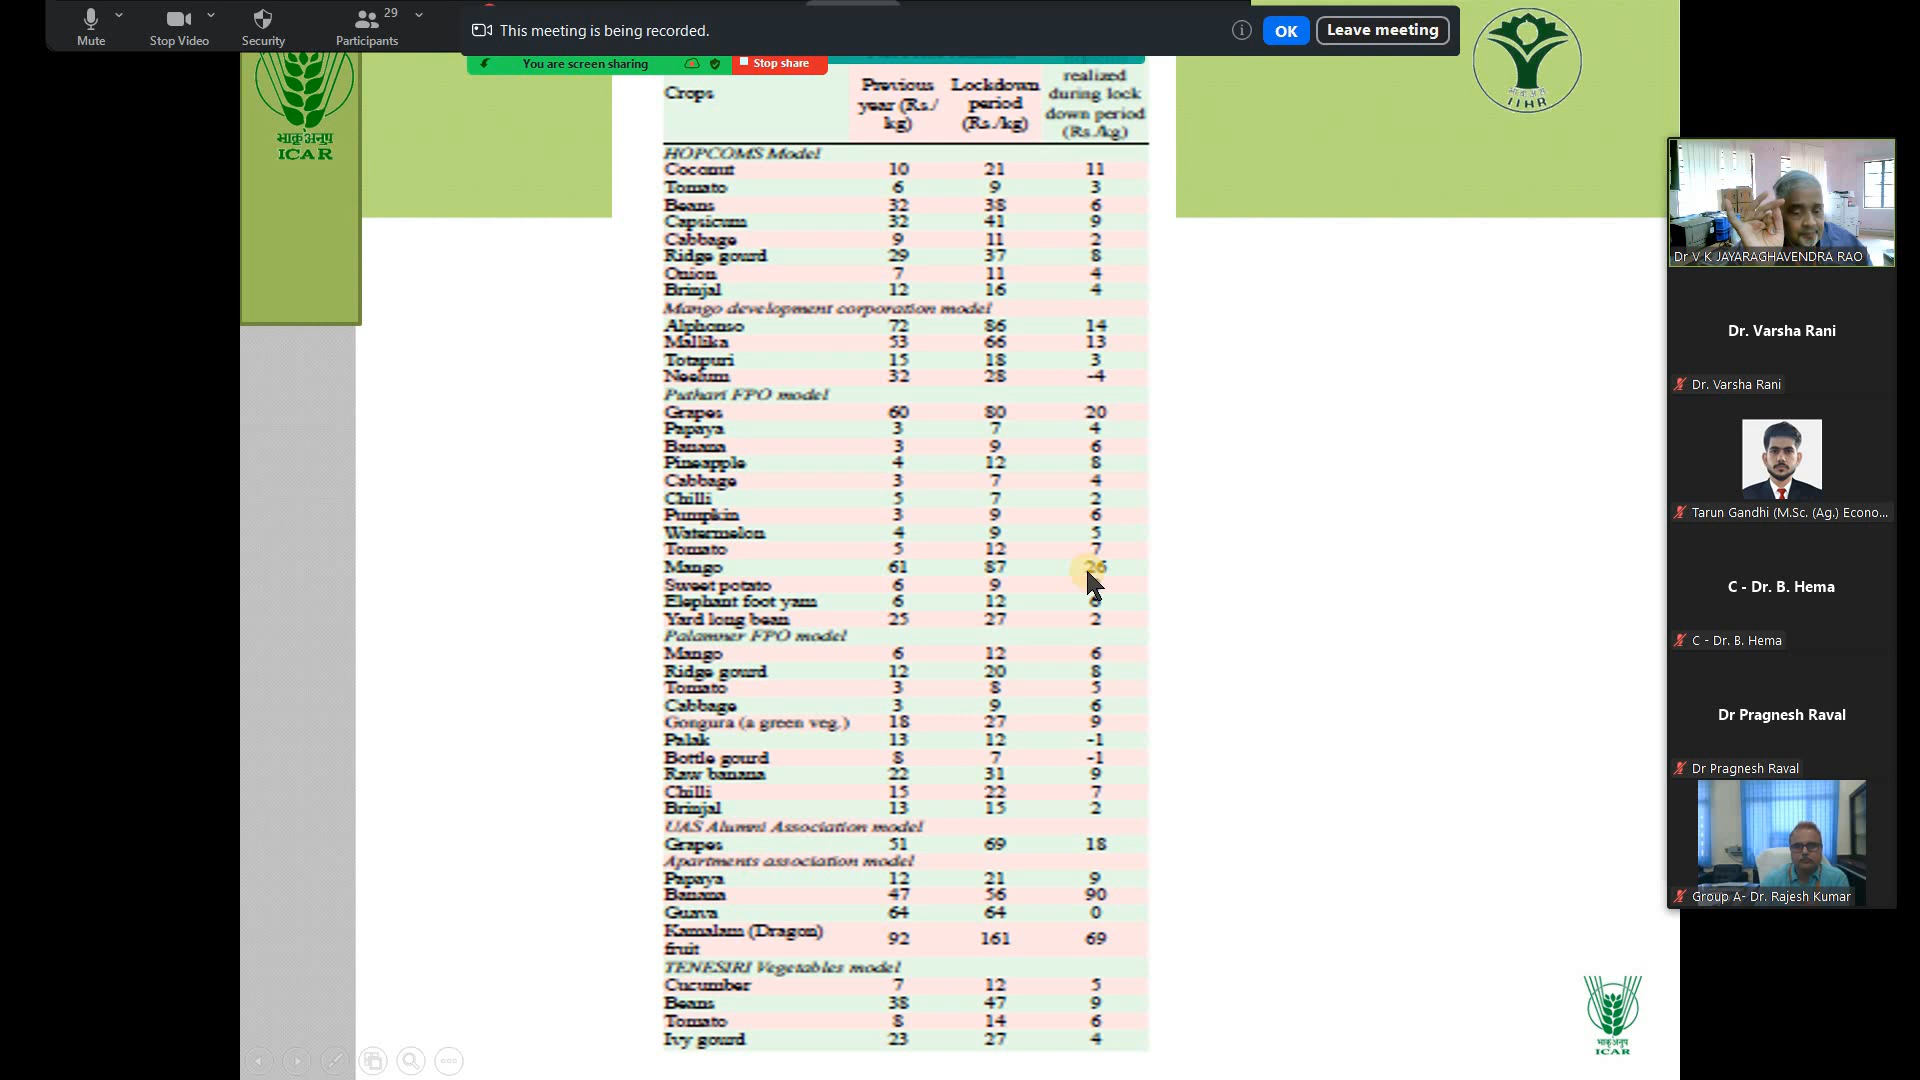 29
Mute
Stop Video
Security
Participants
This meeting is being recorded.
OK
Leave meeting
You are screen sharing
Stop share
भाकृअनुप
ICAR
भाकृअनुप
IIHR
Crops Previous year (Rs./kg) Lockdown period (Rs./kg) realized during lock down period (Rs./kg)
HOPCOMS Model
Coconut 10 21 11
Tomato 6 9 3
Beans 32 38 6
Capsicum 32 41 9
Cabbage 9 11 2
Ridge gourd 29 37 8
Onion 7 11 4
Brinjal 12 16 4
Mango development corporation model
Alphonso 72 86 14
Mallika 53 66 13
Totapuri 15 18 3
Neelum 32 28 -4
Puthari FPO model
Grapes 60 80 20
Papaya 3 7 4
Banana 3 9 6
Pineapple 4 12 8
Cabbage 3 7 4
Chilli 5 7 2
Pumpkin 3 9 6
Watermelon 4 9 5
Tomato 5 12 7
Mango 61 87 26
Sweet potato 6 9
Elephant foot yam 6 12 6
Yard long bean 25 27 2
Palamner FPO model
Mango 6 12 6
Ridge gourd 12 20 8
Tomato 3 8 5
Cabbage 3 9 6
Gongura (a green veg.) 18 27 9
Palak 13 12 -1
Bottle gourd 8 7 -1
Raw banana 22 31 9
Chilli 15 22 7
Brinjal 13 15 2
UAS Alumni Association model
Grapes 51 69 18
Apartments association model
Papaya 12 21 9
Banana 47 56 90
Guava 64 64 0
Kamalam (Dragon) fruit 92 161 69
TENESIRI Vegetables model
Cucumber 7 12 5
Beans 38 47 9
Tomato 8 14 6
Ivy gourd 23 27 4
Dr V K JAYARAGHAVENDRA RAO
Dr. Varsha Rani
Dr. Varsha Rani
Tarun Gandhi (M.Sc. (Ag.) Econo...
C - Dr. B. Hema
C - Dr. B. Hema
Dr Pragnesh Raval
Dr Pragnesh Raval
Group A- Dr. Rajesh Kumar
भाकृअनुप
ICAR